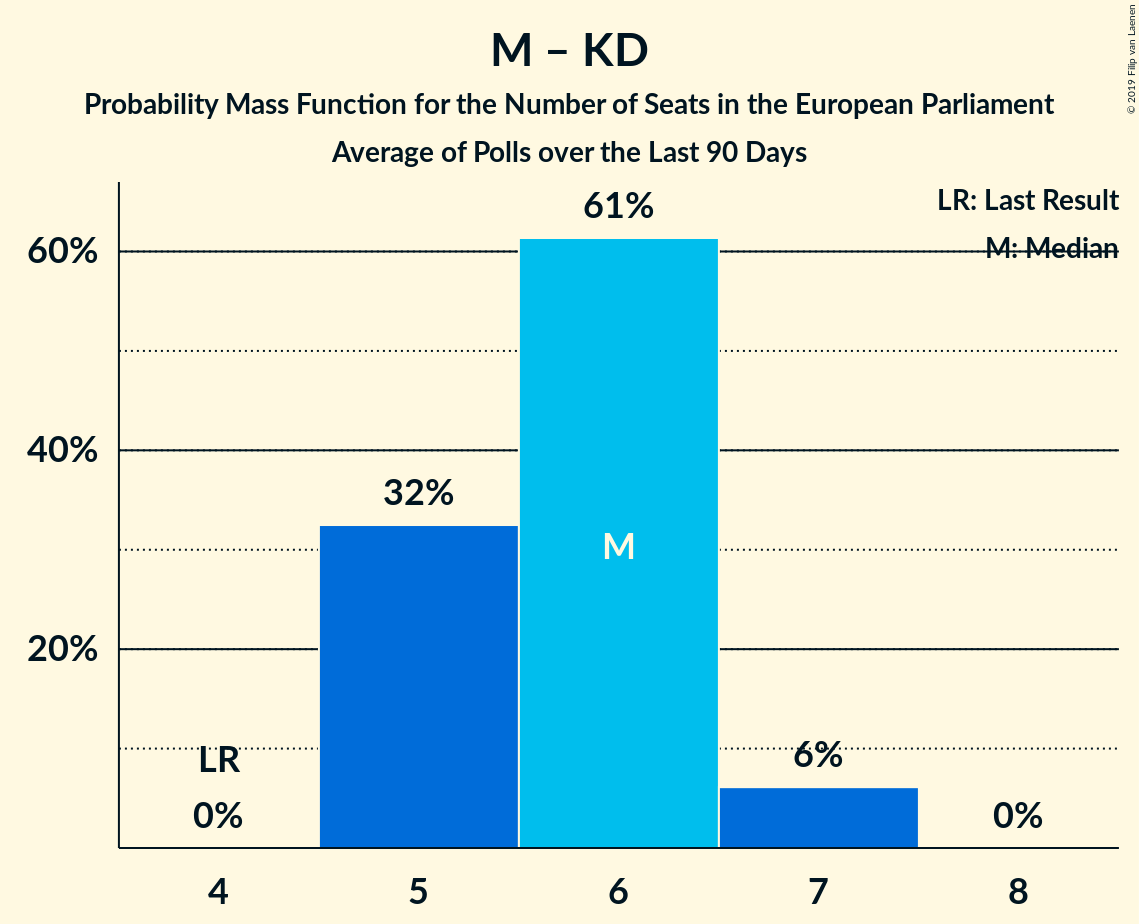 M – KD
Probability Mass Function for the Number of Seats in the European Parliament
Average of Polls over the Last 90 Days
© 2019 Filip van Laenen
LR: Last Result
M: Median
61%
60%
40%
32%
M
20%
LR
6%
0%
0%
4 5 6 7 8